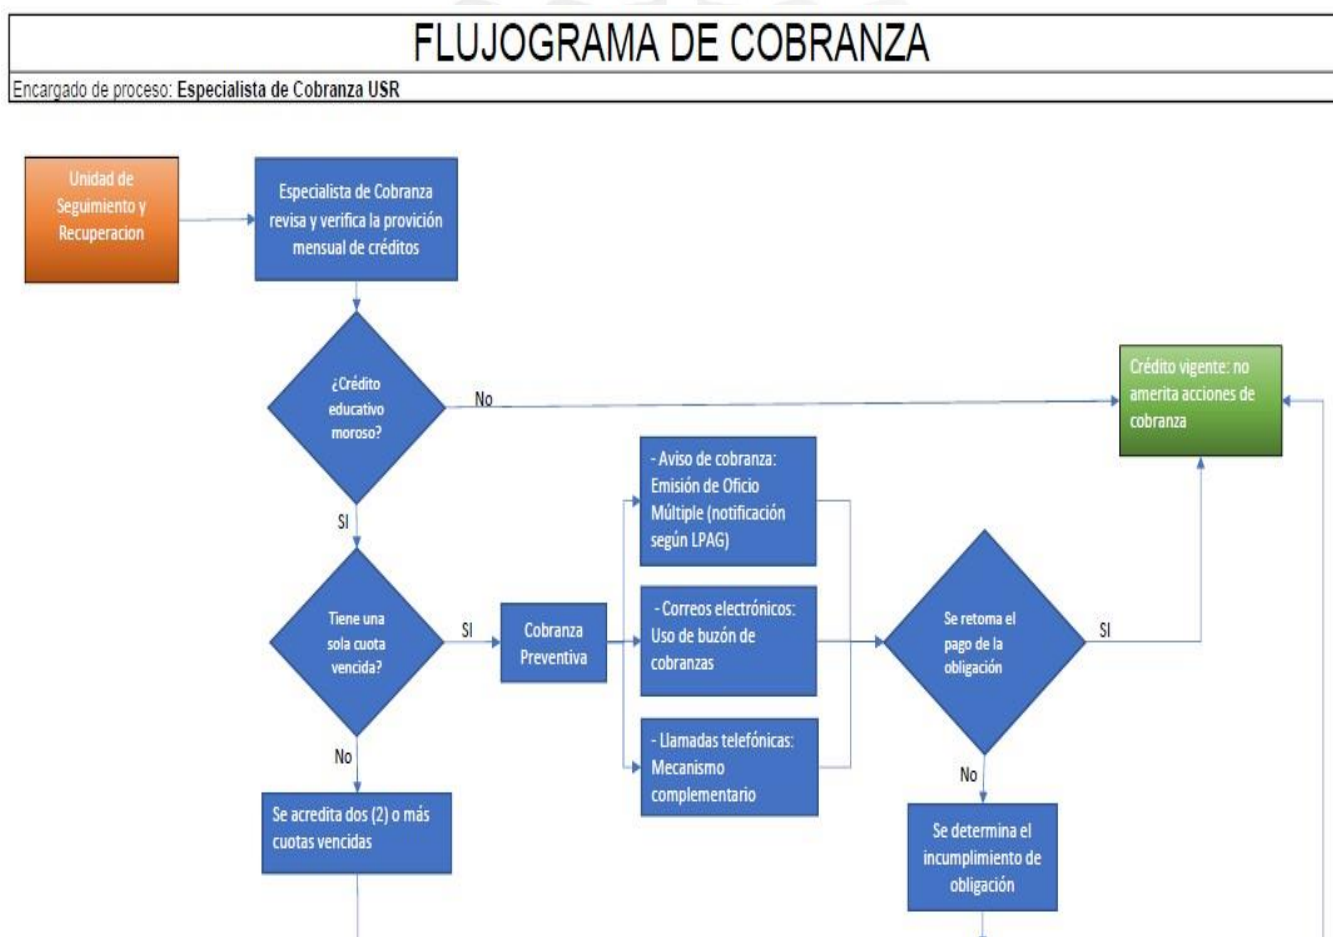 FLUJOGRAMA DE COBRANZA
Encargado de proceso: Especialista de Cobranza USR
Unidad de
Seguimiento y
Recuperacion
Especialista de Cobranza
revisa y verifica la provición
mensual de créditos
¿Crédito
educativo
moroso?
No
Crédito vigente: no
amerita acciones de
cobranza
SI
- Aviso de cobranza:
Emisión de Oficio
Múltiple (notificación
según LPAG)
Tiene una
sola cuota
vencida?
SI
Cobranza
Preventiva
- Correos electrónicos:
Uso de buzón de
cobranzas
Se retoma el
pago de la
obligación
SI
- Llamadas telefónicas:
Mecanismo
complementario
No
Se acredita dos (2) o más
cuotas vencidas
No
Se determina el
incumplimiento de
obligación